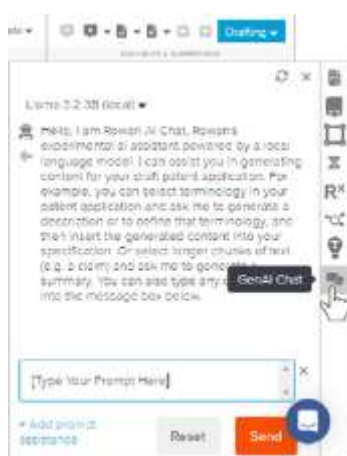 Drafting
Llama 3.2 3B (local)
Hello, I am Rowan AI Chat, Rowan's
experimental ai assistant powered by a local
language model. I can assist you in generating
content for your draft patent application. For
example, you can select terminology in your
patent application and ask me to generate a
description or to define that terminology, and
then insert the generated content into your
specification. Or select longer chunks of text
(e.g. a claim) and ask me to generate a
summary. You can also type any
into the message box below.
GenAI Chat
[Type Your Prompt Here]
+ Add prompt
assistance
Reset
Send